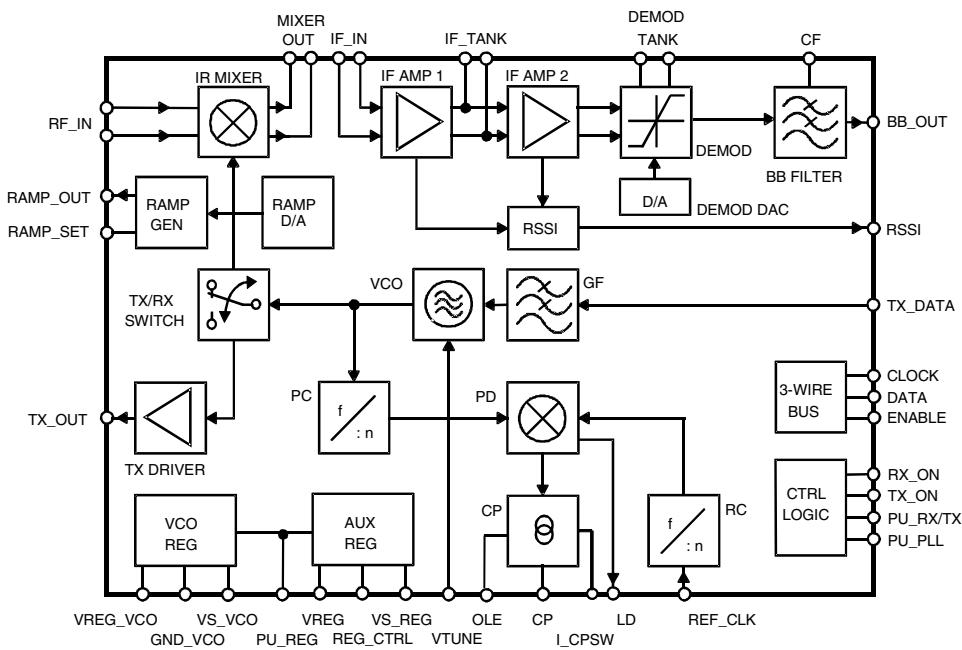 MIXER
OUT
IF_IN
IF_TANK
DEMOD
TANK
CF
IR MIXER
IF AMP 1
IF AMP 2
RF_IN
DEMOD
BB FILTER
BB_OUT
RAMP_OUT
RAMP_SET
RAMP
GEN
RAMP
D/A
D/A
DEMOD DAC
RSSI
RSSI
TX/RX
SWITCH
VCO
GF
TX_DATA
PC
PD
f
: n
3-WIRE
BUS
CLOCK
DATA
ENABLE
TX_OUT
TX DRIVER
CTRL
LOGIC
RX_ON
TX_ON
PU_RX/TX
PU_PLL
VCO
REG
AUX
REG
CP
RC
f
: n
VREG_VCO
GND_VCO
VS_VCO
PU_REG
VREG
REG_CTRL
VS_REG
VTUNE
OLE
CP
I_CPSW
LD
REF_CLK